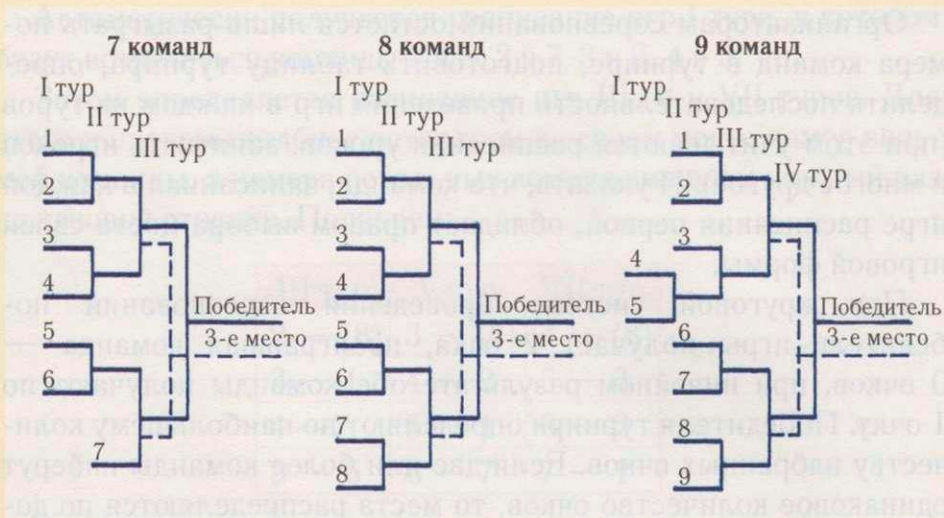 7 команд
I тур
II тур
III тур
1
2
3
4
5
6
7
Победитель
3-е место
8 команд
I тур
II тур
III тур
1
2
3
4
5
6
7
8
Победитель
3-е место
9 команд
I тур
II тур
III тур
IV тур
1
2
3
4
5
6
7
8
9
Победитель
3-е место